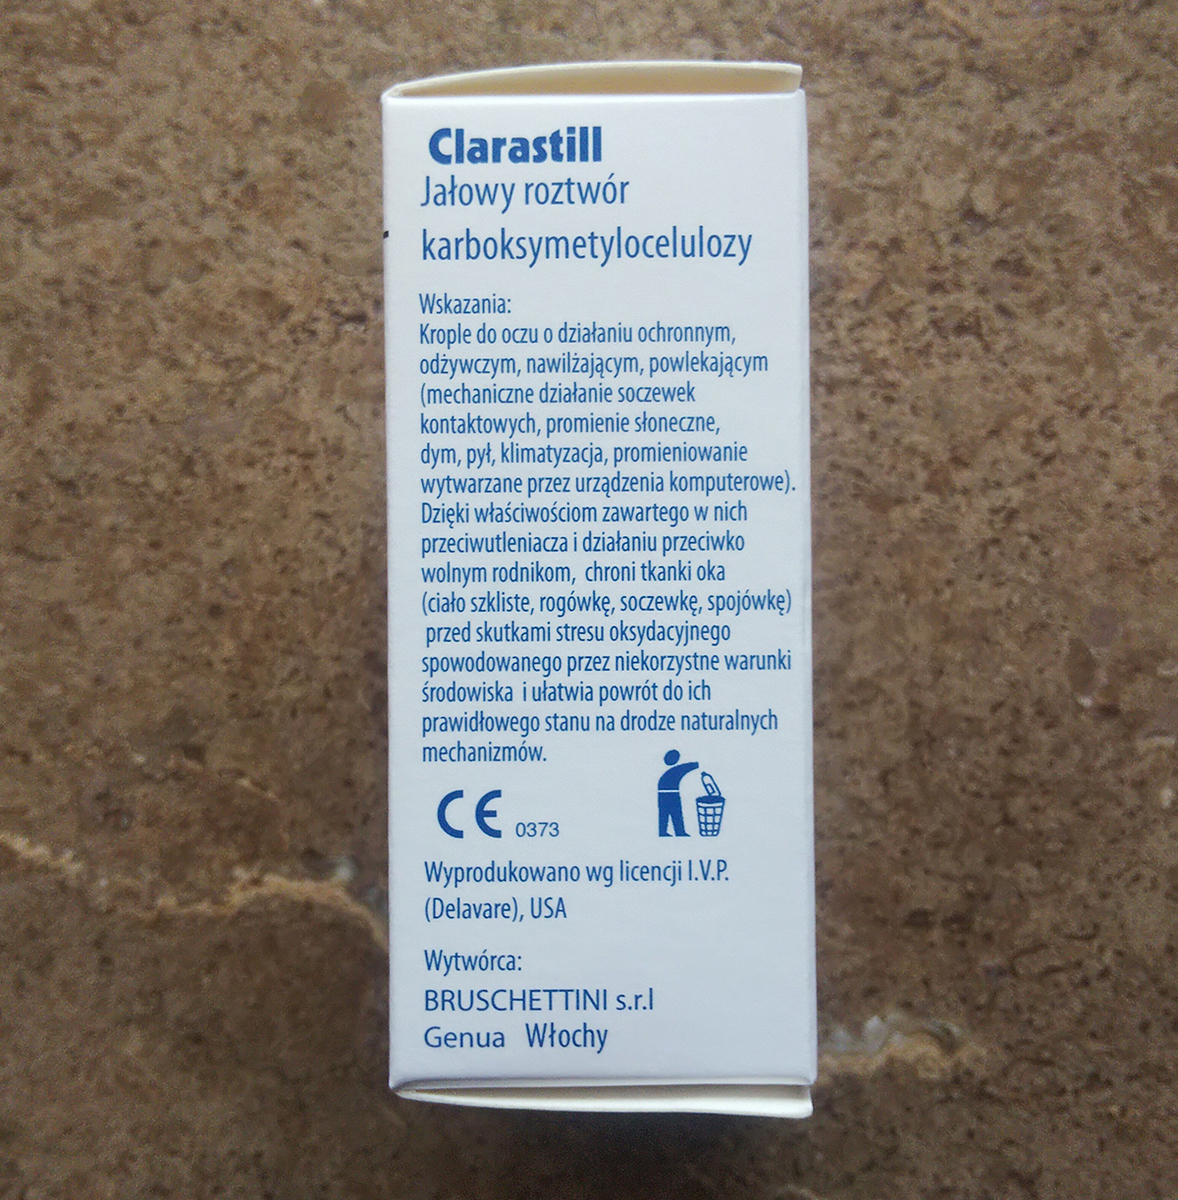 Clarastill
Jałowy roztwór
karboksymetylocelulozy
Wskazania:
Krople do oczu o działaniu ochronnym,
odżywczym, nawilżającym, powlekającym
(mechaniczne działanie soczewek
kontaktowych, promienie słoneczne,
dym, pył, klimatyzacja, promieniowanie
wytwarzane przez urządzenia komputerowe).
Dzięki właściwościom zawartego w nich
przeciwutleniacza i działaniu przeciwko
wolnym rodnikom, chroni tkanki oka
(ciało szkliste, rogówkę, soczewkę, spojówkę)
przed skutkami stresu oksydacyjnego
spowodowanego przez niekorzystne warunki
środowiska i ułatwia powrót do ich
prawidłowego stanu na drodze naturalnych
mechanizmów.
CE 0373
Wyprodukowano wg licencji I.V.P.
(Delavare), USA
Wytwórca:
BRUSCHETTINI s.r.l
Genua Włochy